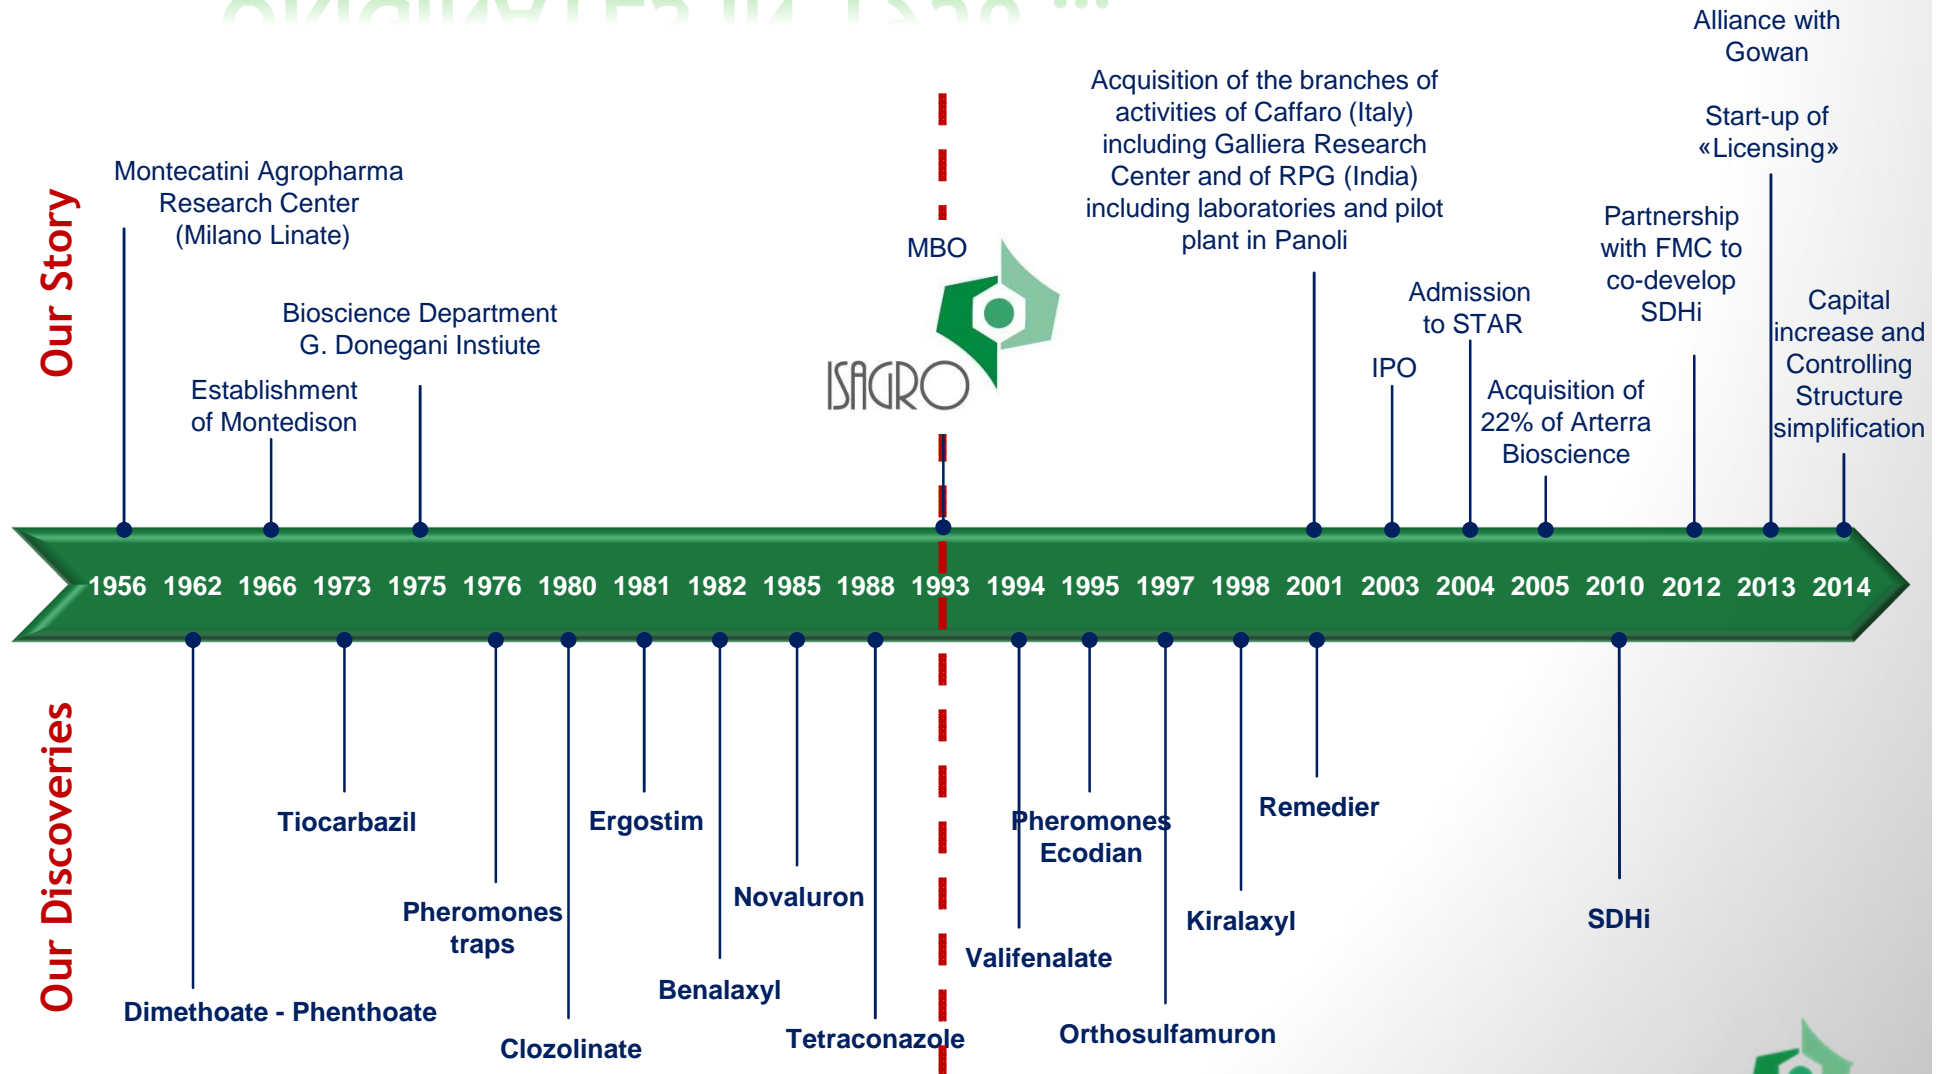 ORIGINATES IN 1956 ...
Our Story
Montecatini Agropharma
Research Center
(Milano Linate)
Establishment
of Montedison
Bioscience Department
G. Donegani Instiute
MBO
ISAGRO
Acquisition of the branches of
activities of Caffaro (Italy)
including Galliera Research
Center and of RPG (India)
including laboratories and pilot
plant in Panoli
IPO
Admission
to STAR
Acquisition of
22% of Arterra
Bioscience
Partnership
with FMC to
co-develop
SDHi
Alliance with
Gowan
Start-up of
«Licensing»
Capital
increase and
Controlling
Structure
simplification
1956 1962 1966 1973 1975 1976 1980 1981 1982 1985 1988 1993 1994 1995 1997 1998 2001 2003 2004 2005 2010 2012 2013 2014
Our Discoveries
Dimethoate - Phenthoate
Tiocarbazil
Pheromones
traps
Clozolinate
Ergostim
Benalaxyl
Novaluron
Tetraconazole
Valifenalate
Pheromones
Ecodian
Orthosulfamuron
Kiralaxyl
Remedier
SDHi